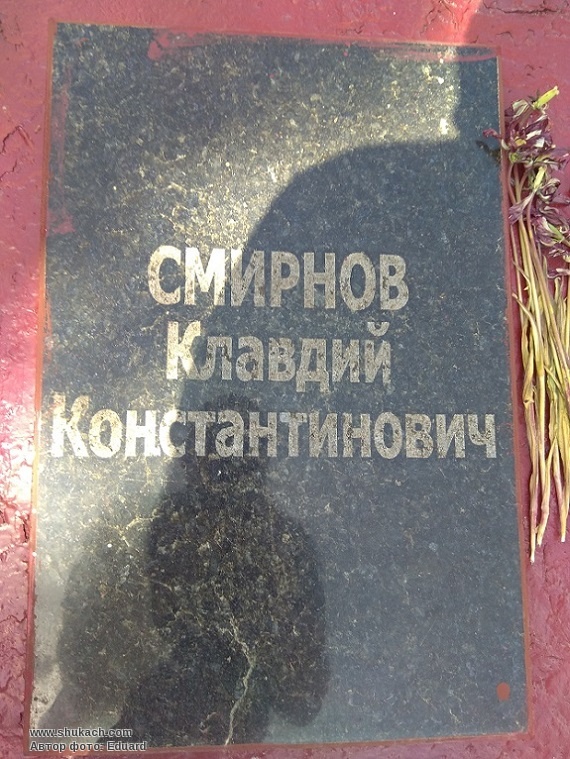 СМИРНОВ
Клавдий
Константинович
www.shukach.com
Автор фото: Eduard